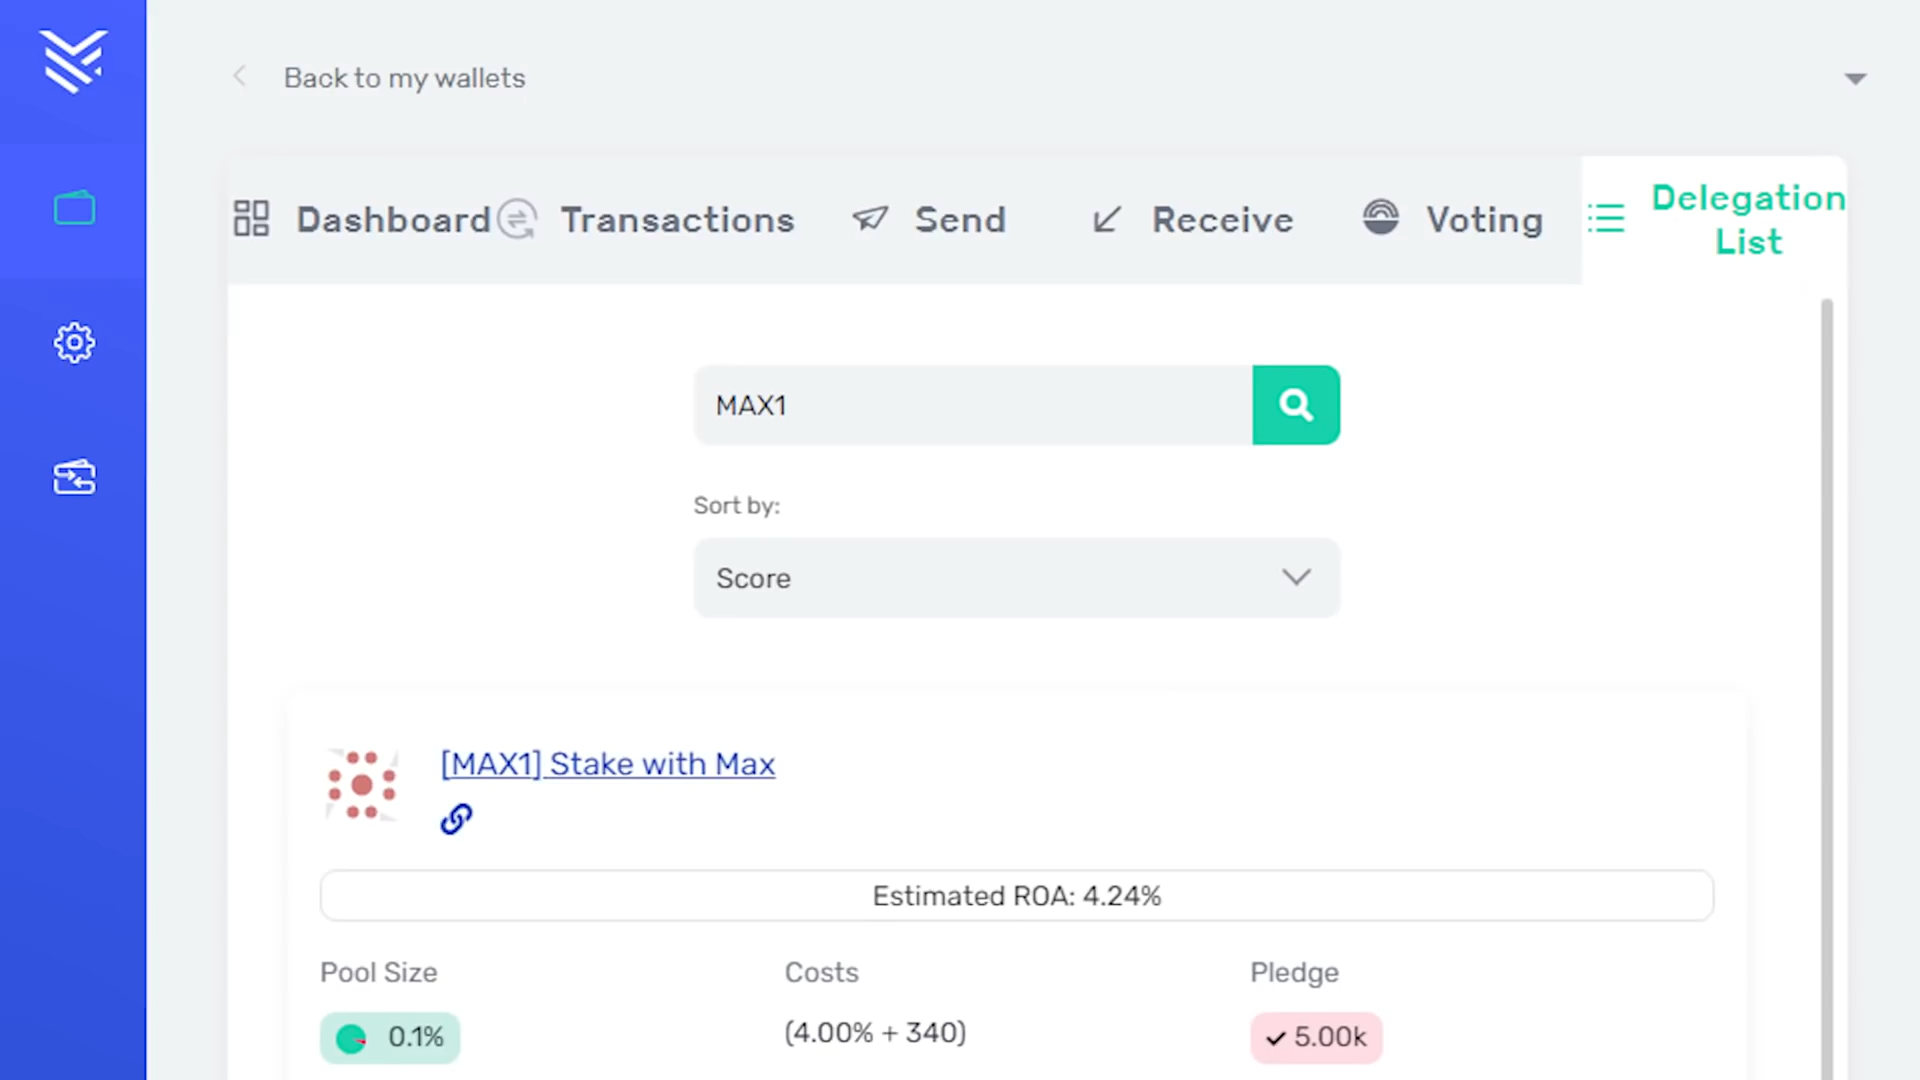 Back to my wallets
Dashboard
Transactions
Send
Receive
Voting
Delegation
List
MAX1
Sort by:
Score
[MAX1] Stake with Max
Estimated ROA: 4.24%
Pool Size
Costs
Pledge
0.1%
(4.00% + 340)
5.00k